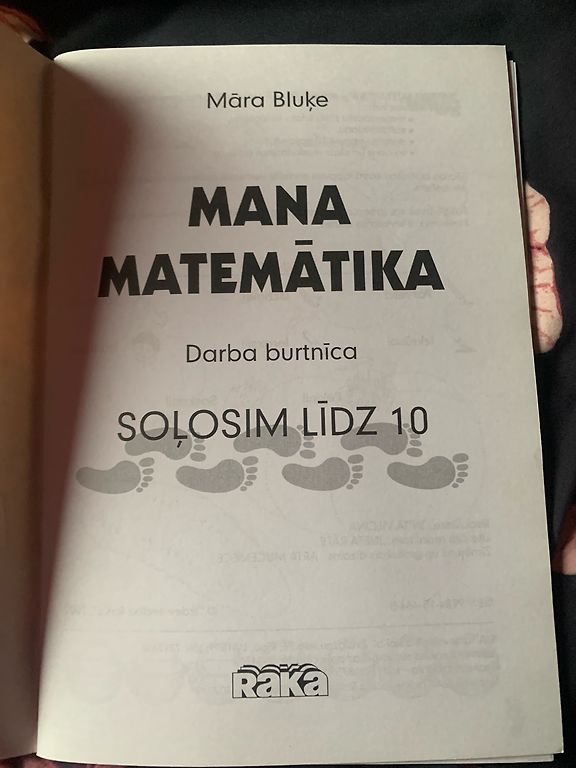 Māra Bluķe
MANA
MATEMĀTIKA
Darba burtnīca
SOĻOSIM LĪDZ 10
RaKa